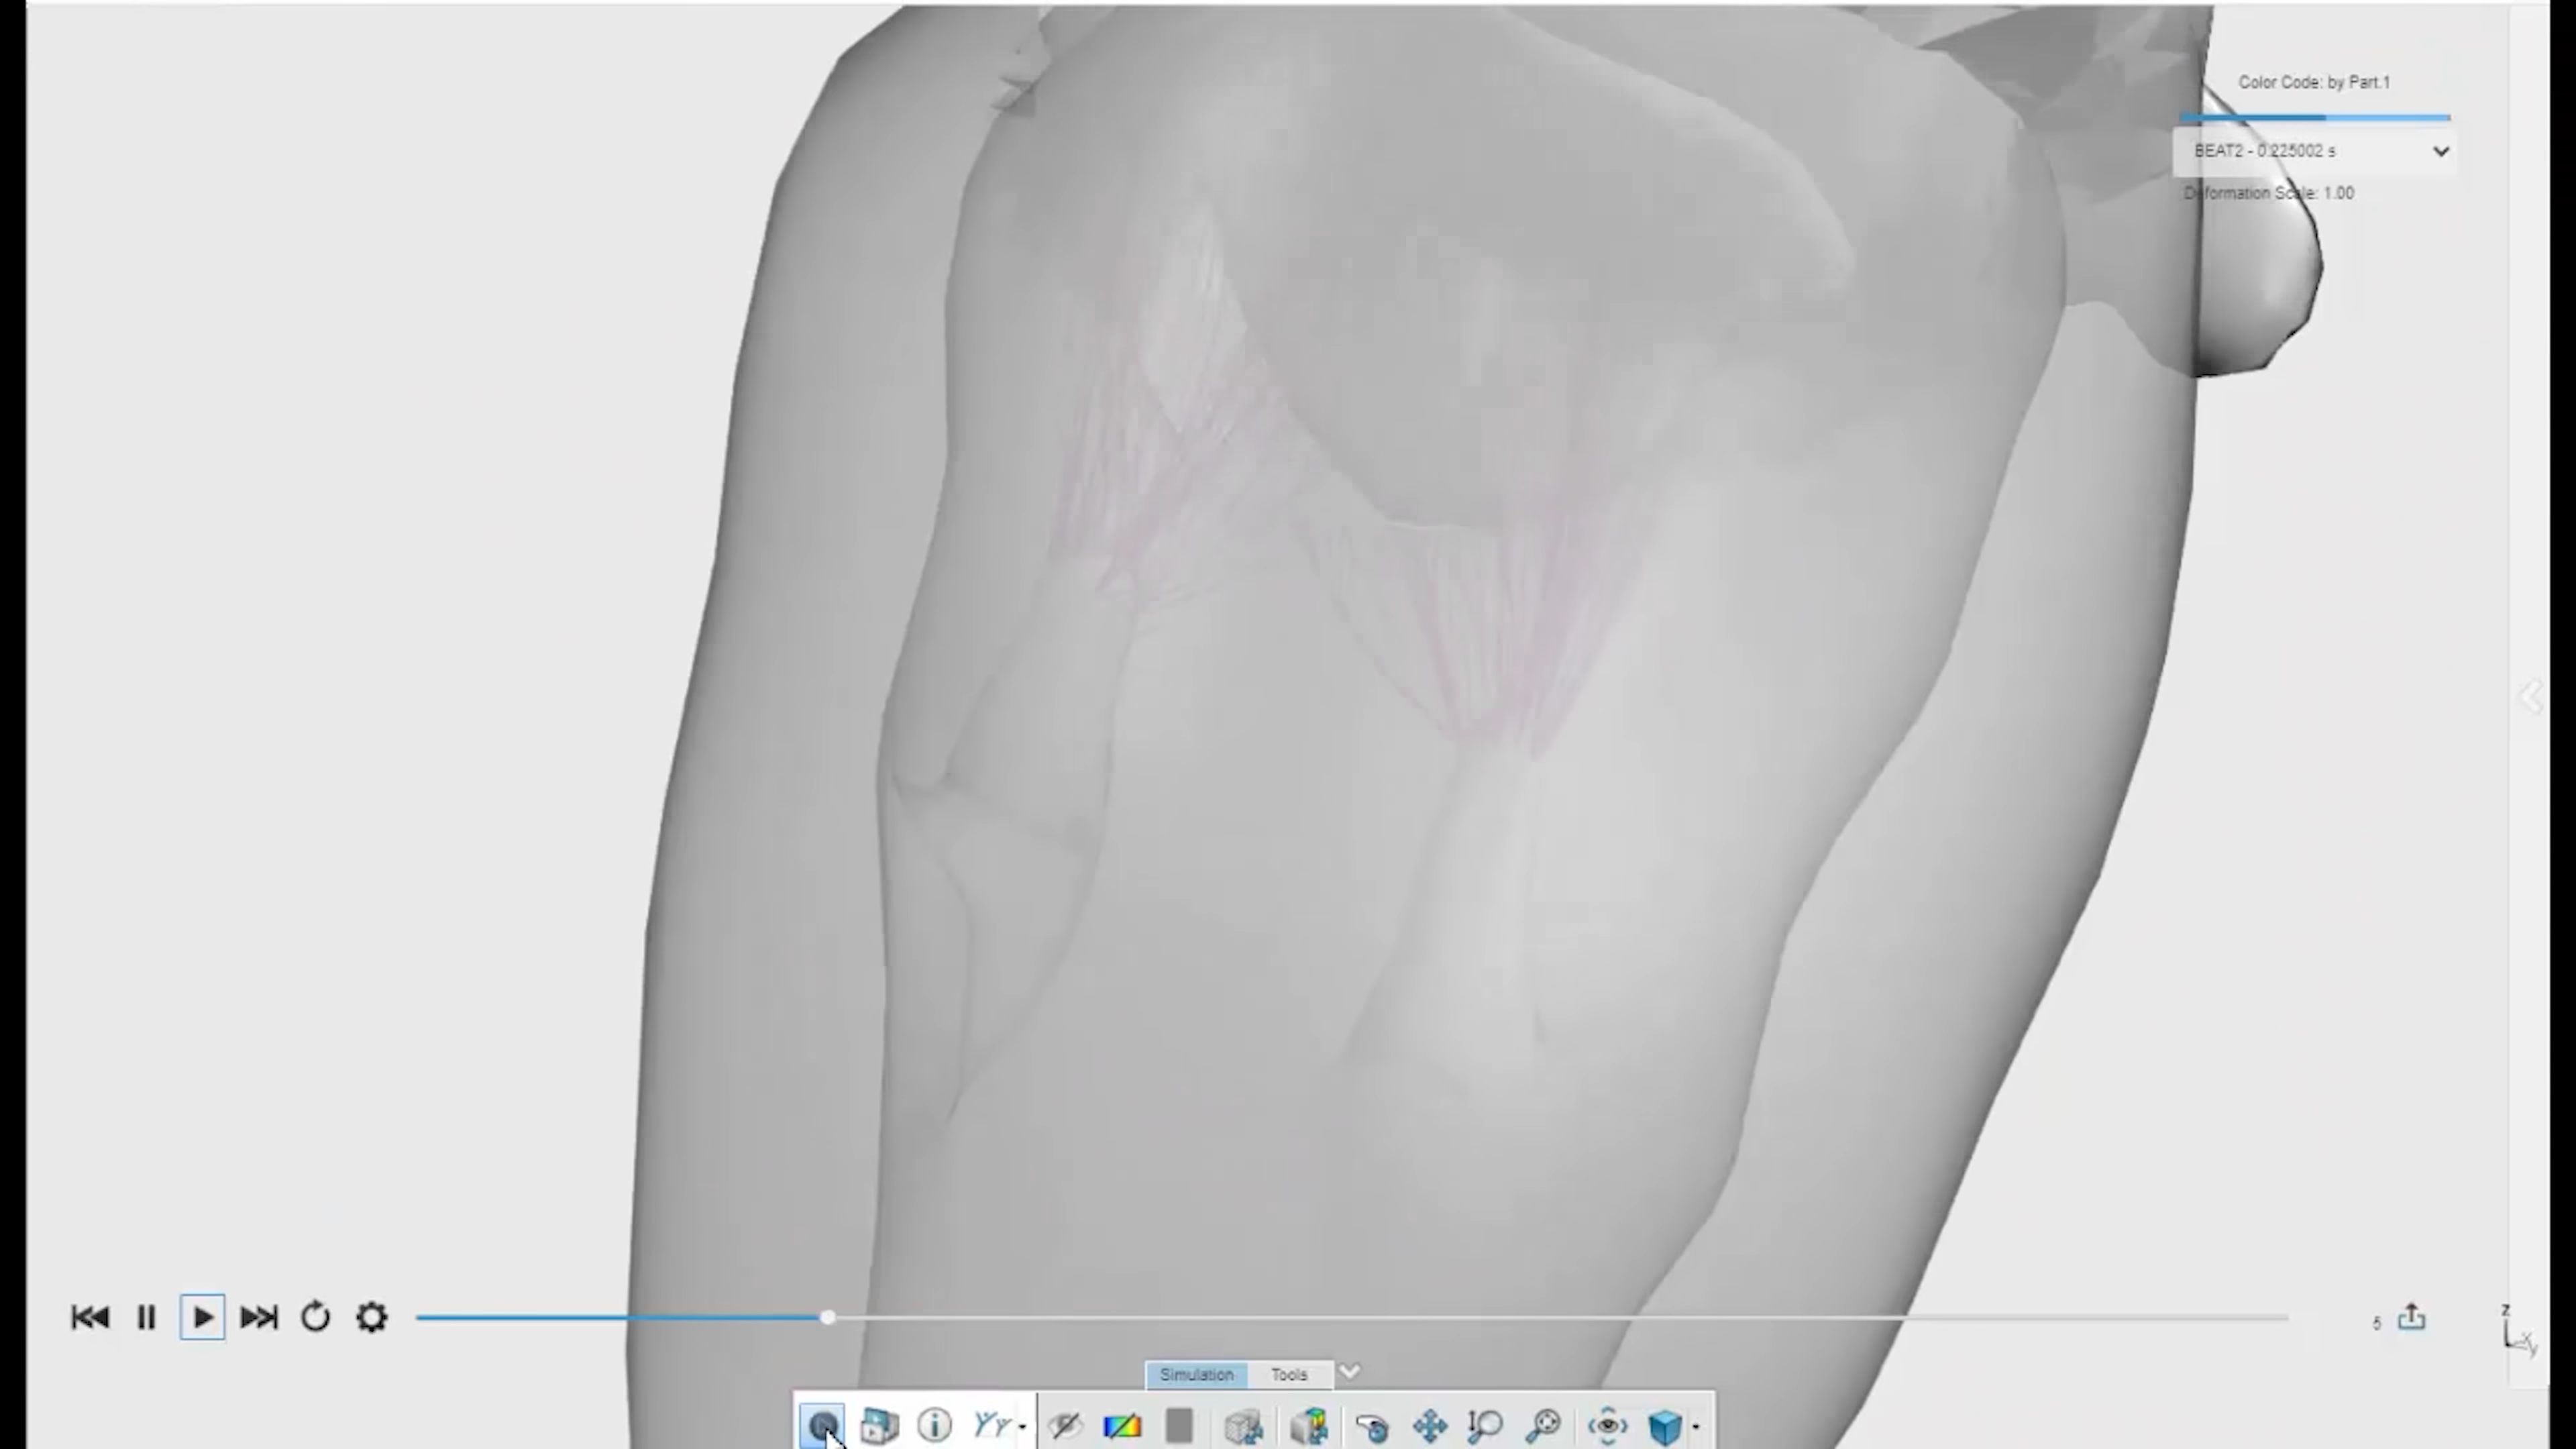 Color Code: by Part.1
BEAT2 - 0.225002 s
Deformation Scale: 1.00
5
z
x
y
Simulation
Tools